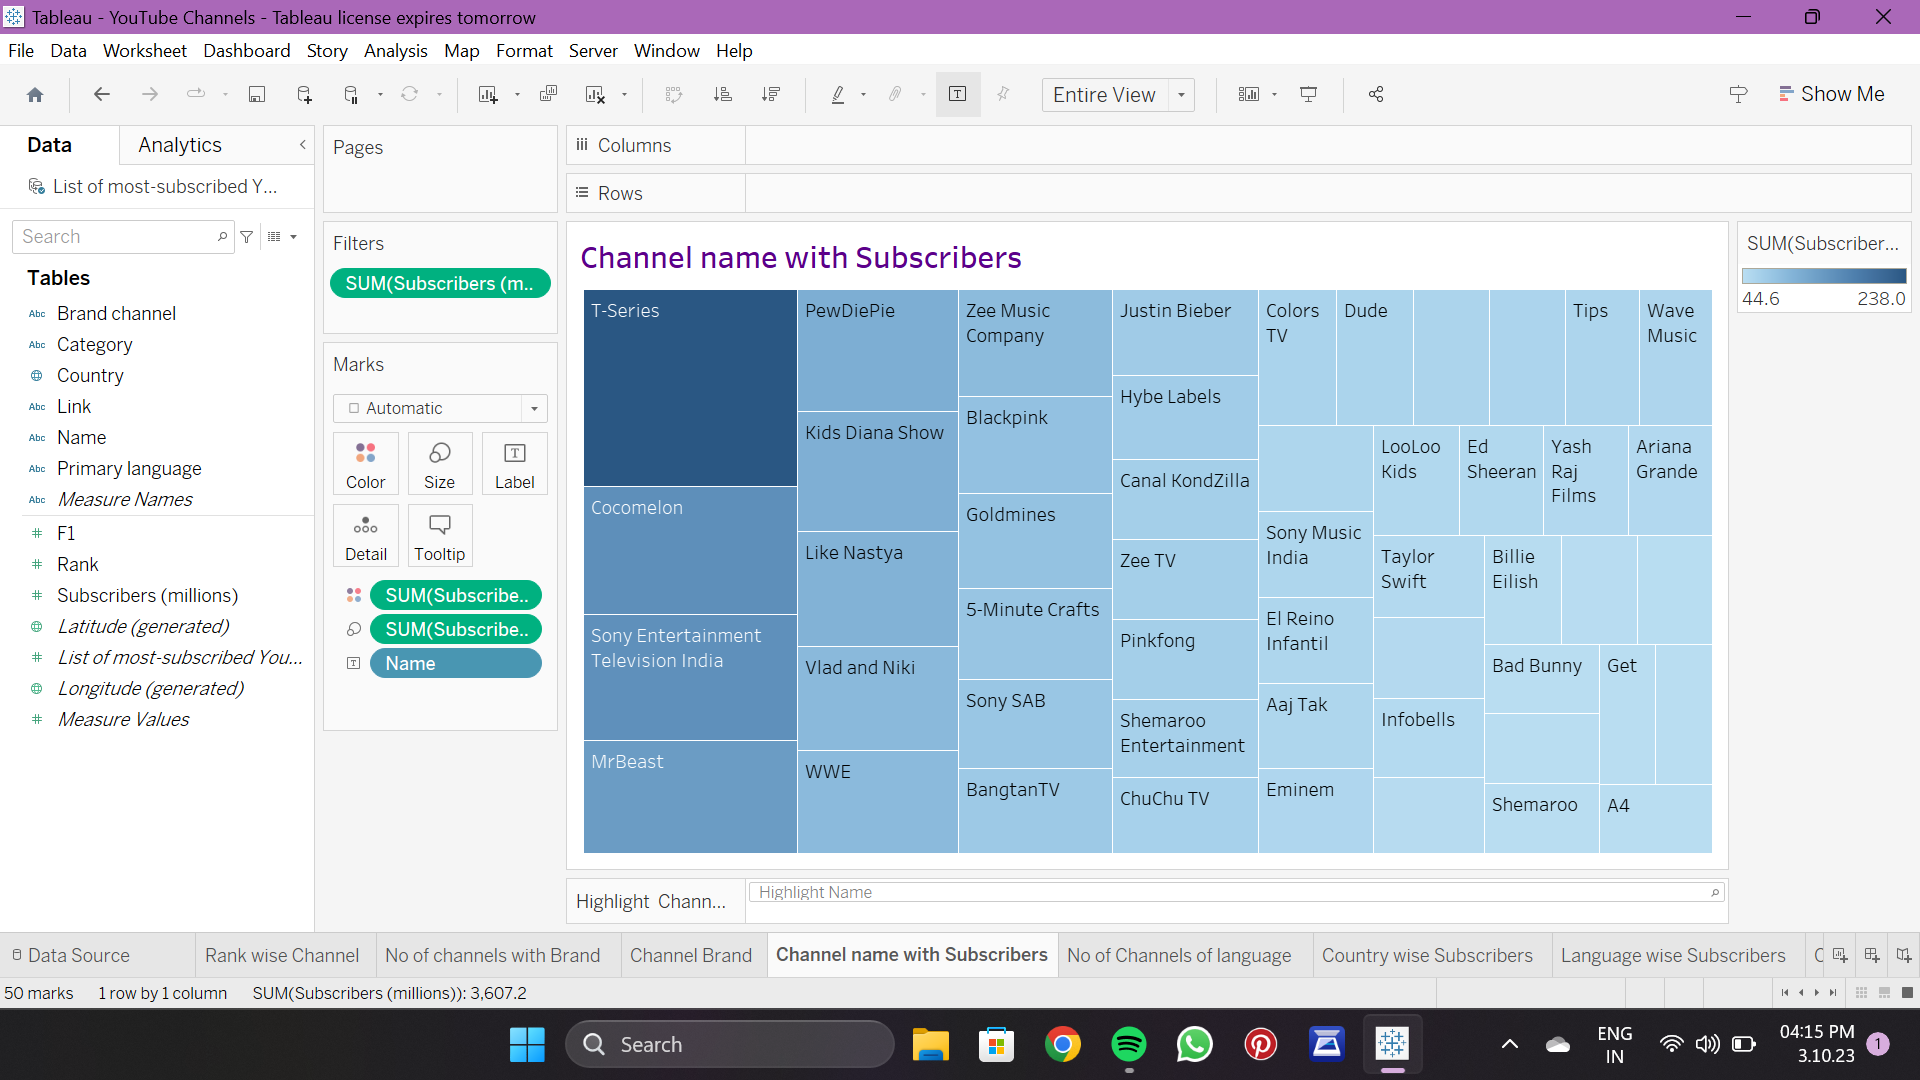 Tableau - YouTube Channels - Tableau license expires tomorrow
File Data Worksheet Dashboard Story Analysis Map Format Server Window Help
Entire View
Show Me
Data Analytics
List of most-subscribed Y...
Search
Tables
Abc Brand channel
Abc Category
Country
Abc Link
Abc Name
Abc Primary language
Abc Measure Names
# F1
# Rank
# Subscribers (millions)
Latitude (generated)
# List of most-subscribed You...
Longitude (generated)
# Measure Values
Pages
Filters
SUM(Subscribers (m..
Marks
Automatic
Color Size Label
Detail Tooltip
SUM(Subscribe..
SUM(Subscribe..
Name
Columns
Rows
Channel name with Subscribers
T-Series
Cocomelon
Sony Entertainment
Television India
MrBeast
PewDiePie
Kids Diana Show
Like Nastya
Vlad and Niki
WWE
Zee Music
Company
Blackpink
Goldmines
5-Minute Crafts
Sony SAB
BangtanTV
Justin Bieber
Hybe Labels
Canal KondZilla
Zee TV
Pinkfong
Shemaroo
Entertainment
ChuChu TV
Colors
TV
Dude
Tips
Wave
Music
Sony Music
India
El Reino
Infantil
Aaj Tak
Eminem
LooLoo
Kids
Ed
Sheeran
Yash
Raj
Films
Ariana
Grande
Taylor
Swift
Infobells
Billie
Eilish
Bad Bunny
Get
Shemaroo
A4
SUM(Subscriber...
44.6 238.0
Highlight Chann...
Highlight Name
Data Source Rank wise Channel No of channels with Brand Channel Brand Channel name with Subscribers No of Channels of language Country wise Subscribers Language wise Subscribers
50 marks 1 row by 1 column SUM(Subscribers (millions)): 3,607.2
Search
ENG
IN
04:15 PM
3.10.23
1